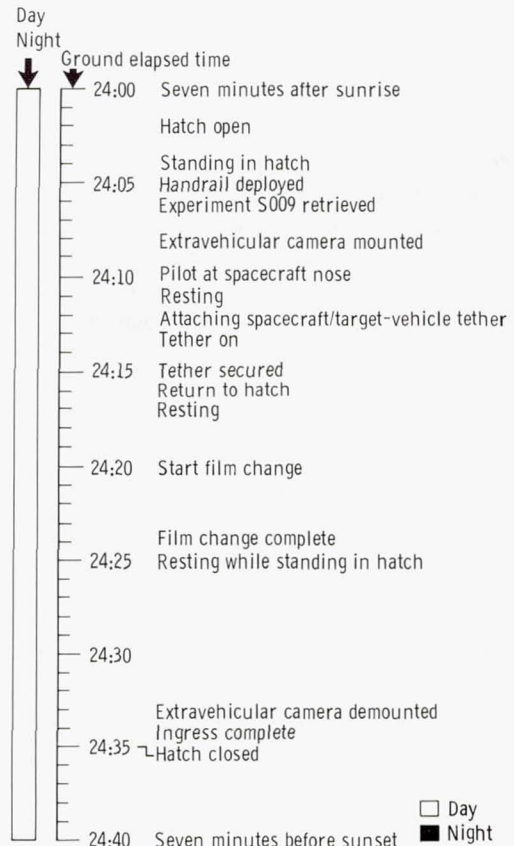 Day
Night
Ground elapsed time
24:00 Seven minutes after sunrise
Hatch open
Standing in hatch
24:05 Handrail deployed
Experiment S009 retrieved
Extravehicular camera mounted
24:10 Pilot at spacecraft nose
Resting
Attaching spacecraft/target-vehicle tether
Tether on
24:15 Tether secured
Return to hatch
Resting
24:20 Start film change
Film change complete
24:25 Resting while standing in hatch
24:30
Extravehicular camera demounted
Ingress complete
24:35 Hatch closed
24:40 Seven minutes before sunset
Day
Night